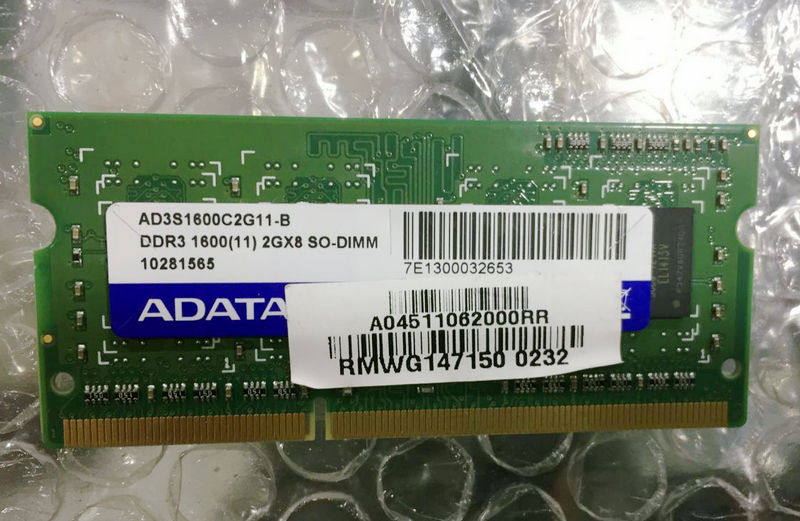 AD3S1600C2G11-B
DDR3 1600(11) 2GX8 SO-DIMM
10281565
7E1300032653
ADATA
A04511062000RR
RMWG147150 0232